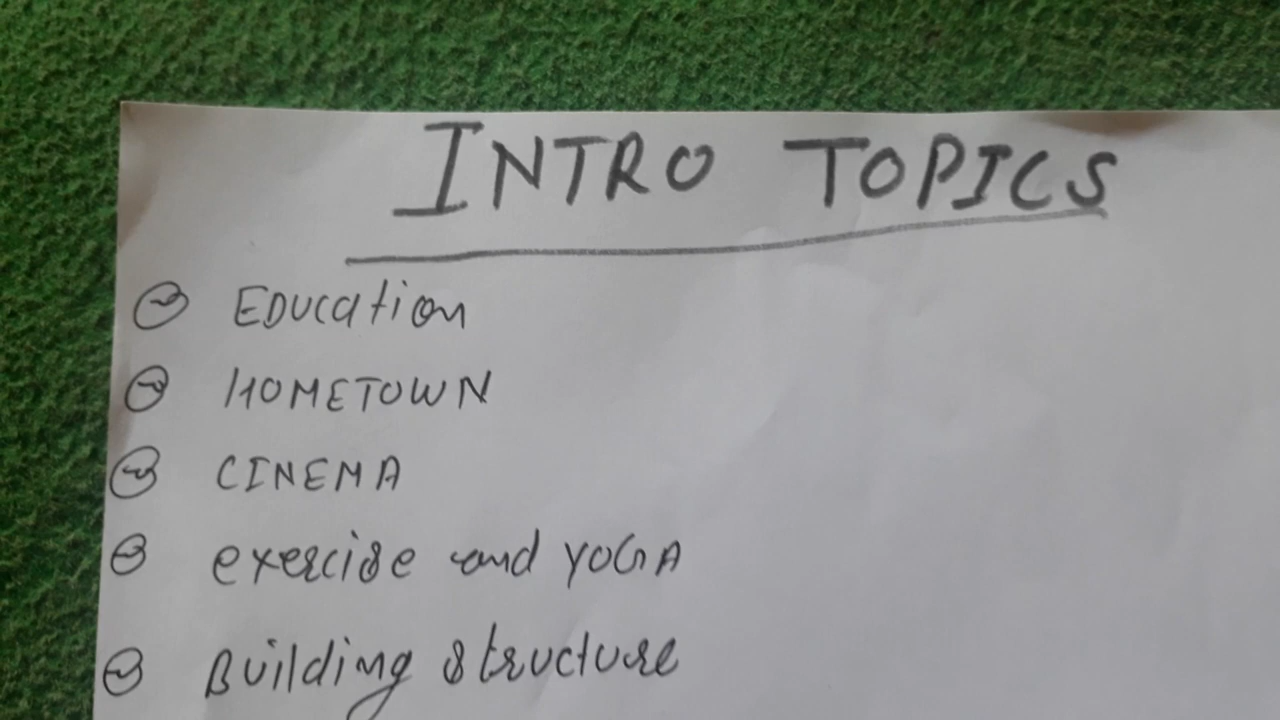 INTRO TOPICS
EDUcation
HOMETOWN
CINEMA
exercise and YOGA
Building structure